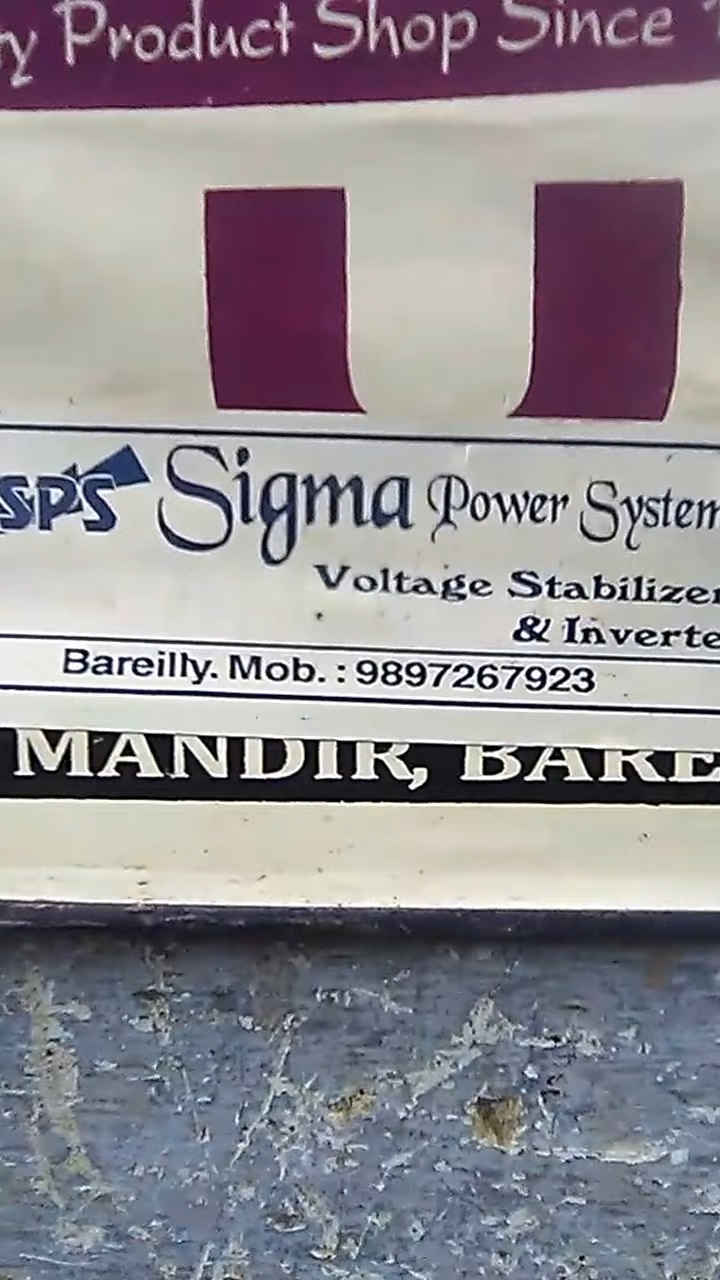 Product Shop Since
SPS Sigma Power System
Voltage Stabilizer
& Inverte
Bareilly. Mob. : 9897267923
MANDIR, BARE